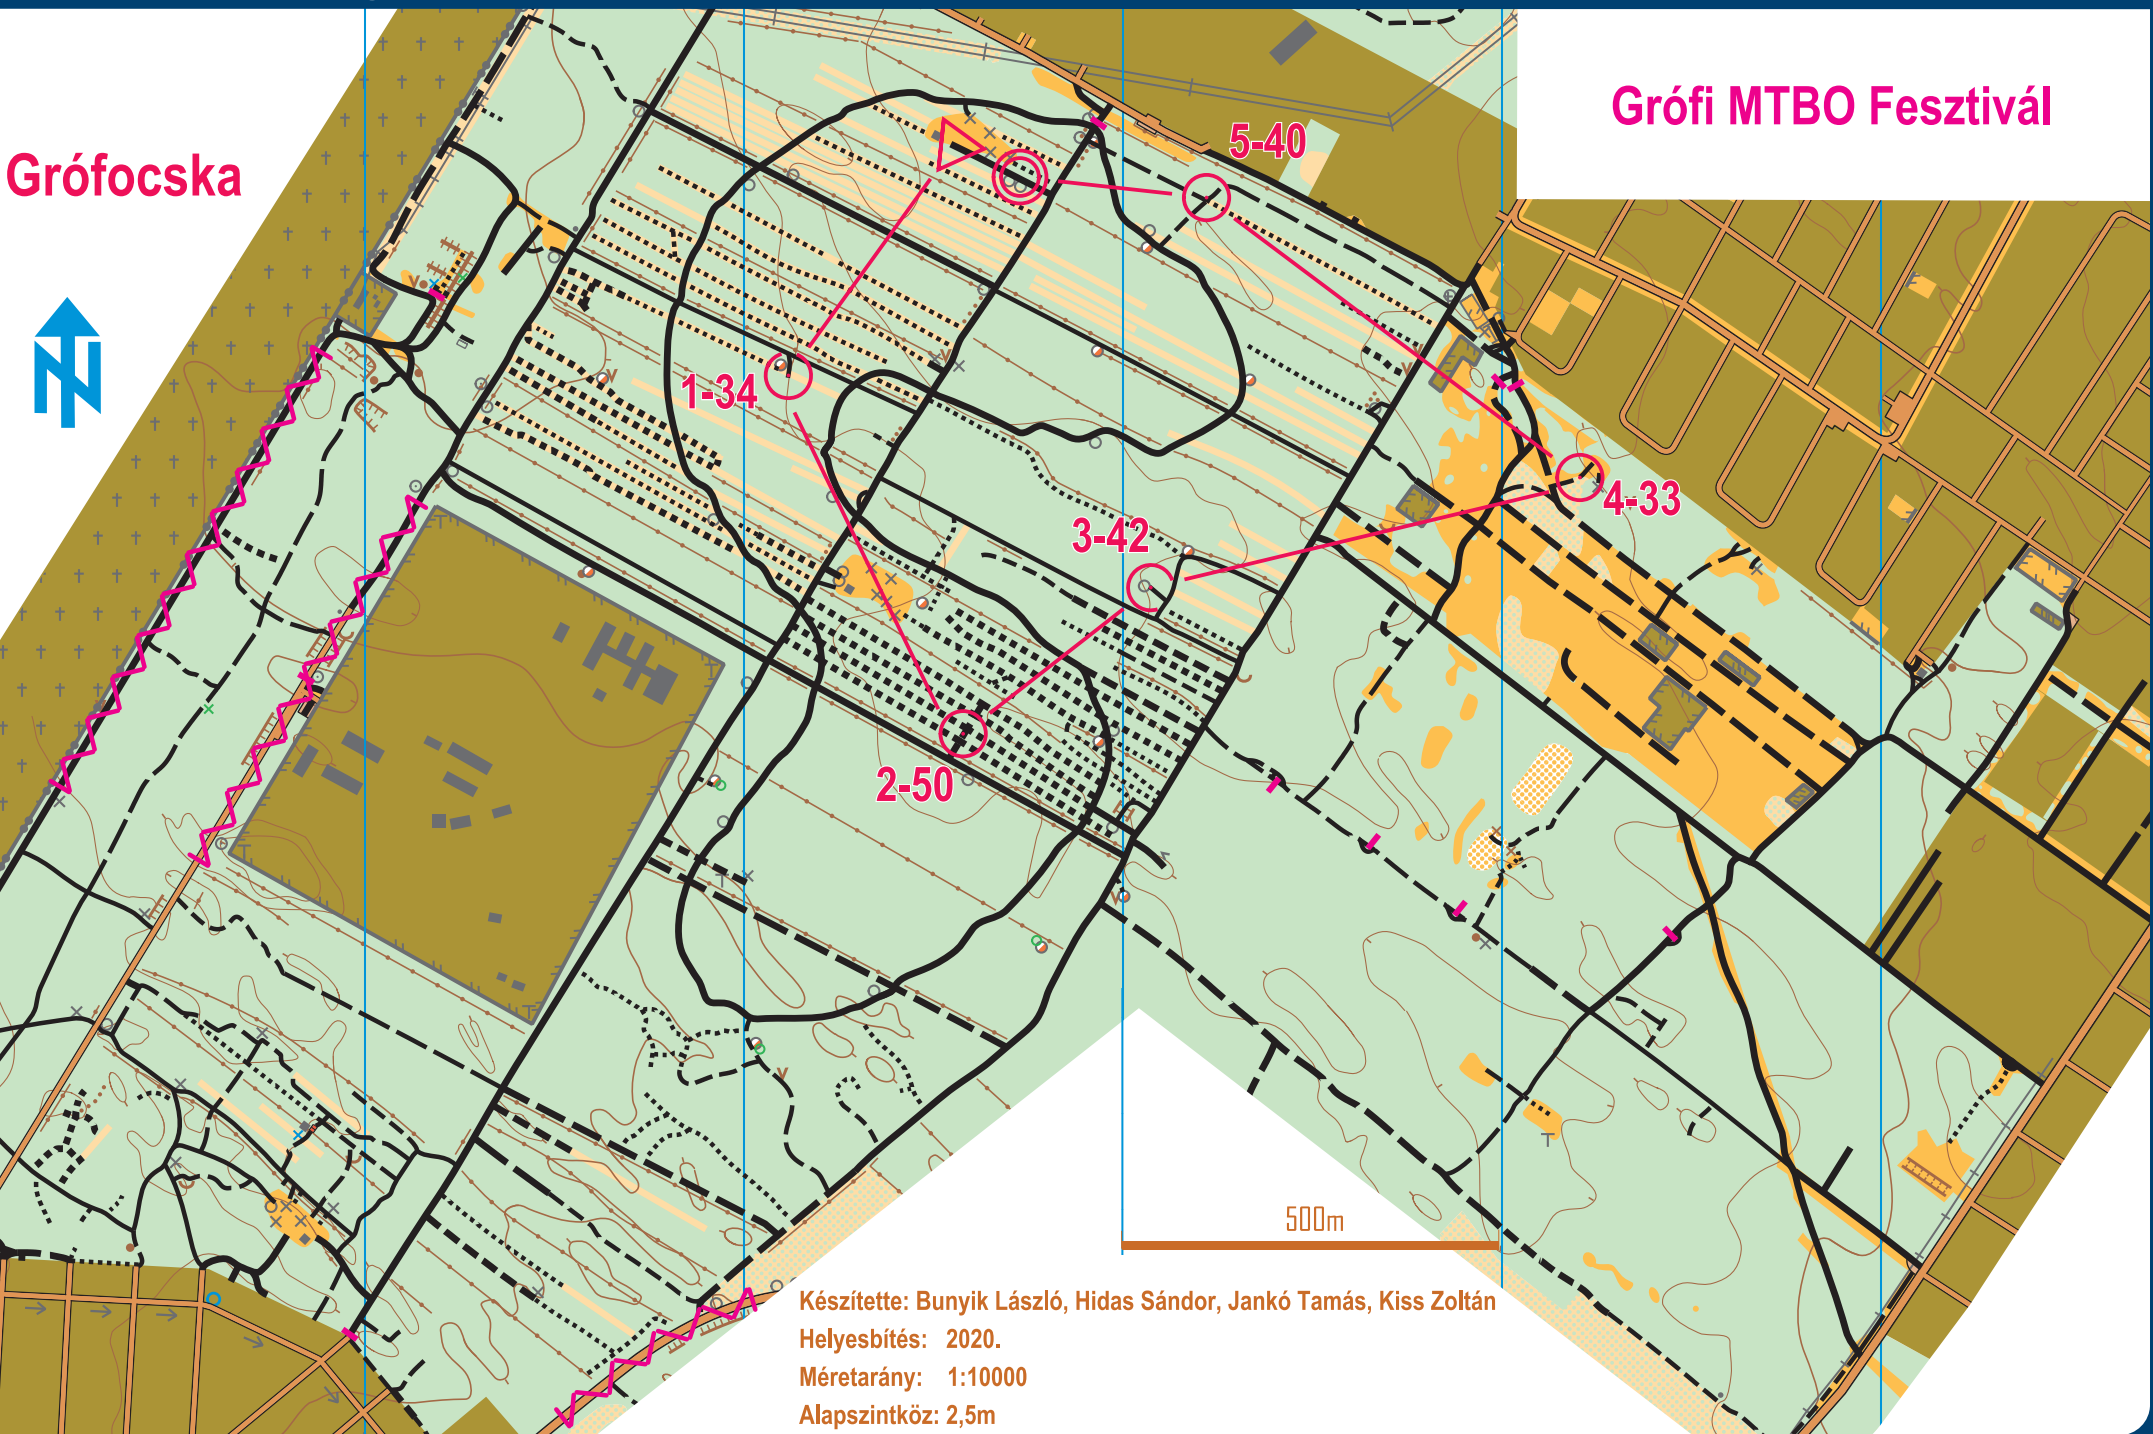 Grófi MTBO Fesztivál
Grófocska
N
5-40
1-34
4-33
3-42
2-50
500m
Készítette: Bunyik László, Hidas Sándor, Jankó Tamás, Kiss Zoltán
Helyesbítés: 2020.
Méretarány: 1:10000
Alapszintköz: 2,5m